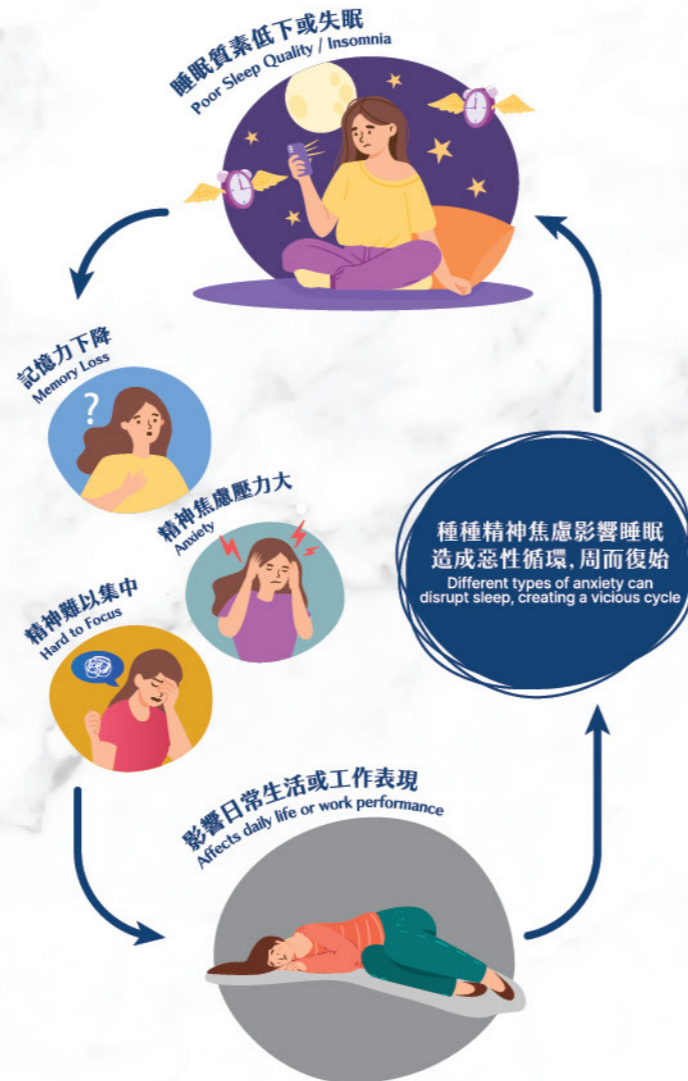 睡眠質素低下或失眠
Poor Sleep Quality / Insomnia
記憶力下降
Memory Loss
?
精神焦慮壓力大
Anxiety
精神難以集中
Hard to Focus
種種精神焦慮影響睡眠
造成惡性循環，周而復始
Different types of anxiety can
disrupt sleep, creating a vicious cycle
影響日常生活或工作表現
Affects daily life or work performance